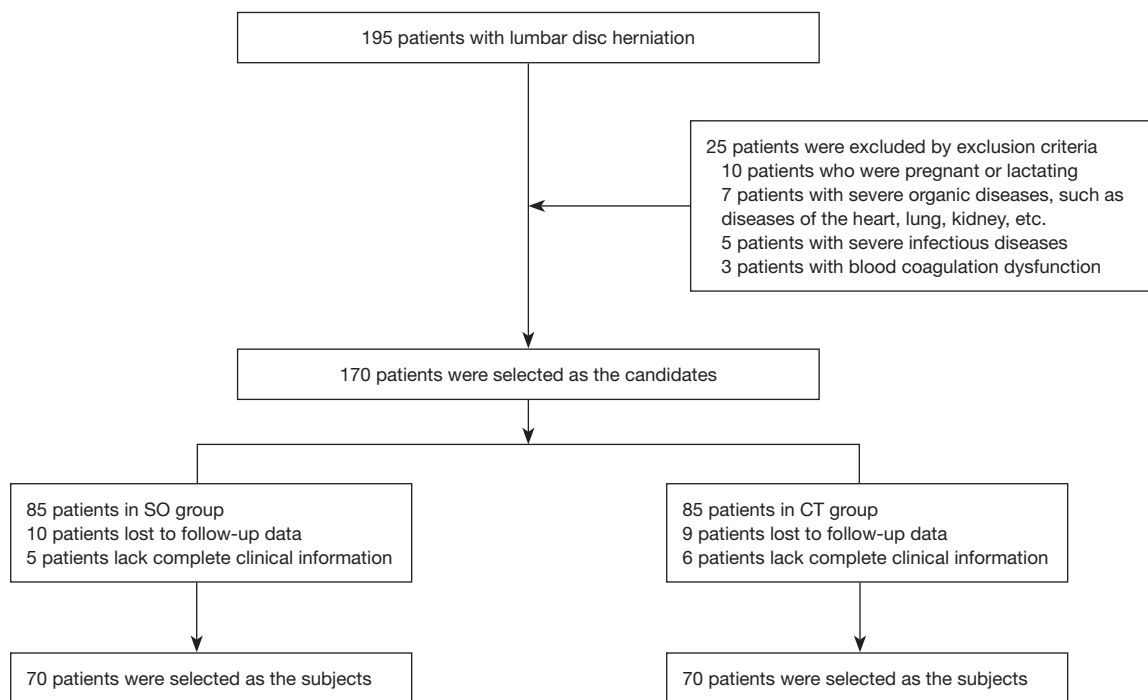 195 patients with lumbar disc herniation
25 patients were excluded by exclusion criteria
10 patients who were pregnant or lactating
7 patients with severe organic diseases, such as
diseases of the heart, lung, kidney, etc.
5 patients with severe infectious diseases
3 patients with blood coagulation dysfunction
170 patients were selected as the candidates
85 patients in SO group
10 patients lost to follow-up data
5 patients lack complete clinical information
85 patients in CT group
9 patients lost to follow-up data
6 patients lack complete clinical information
70 patients were selected as the subjects
70 patients were selected as the subjects